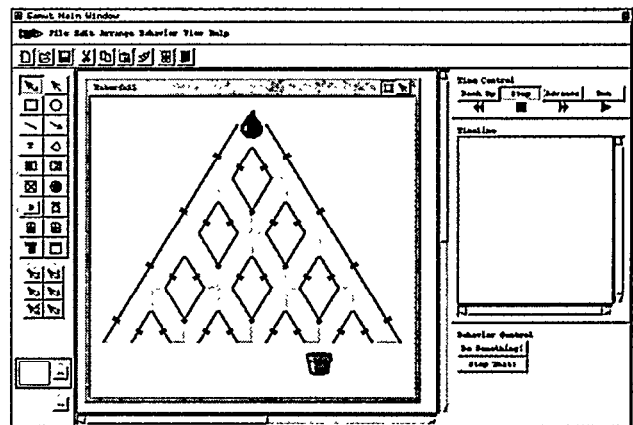 Gamut Main Window
File Edit Arrange Behavior View Help
Waterfall
Time Control
Back Up Stop Advance Run
Timeline
Behavior Control
Do Something!
Stop That!